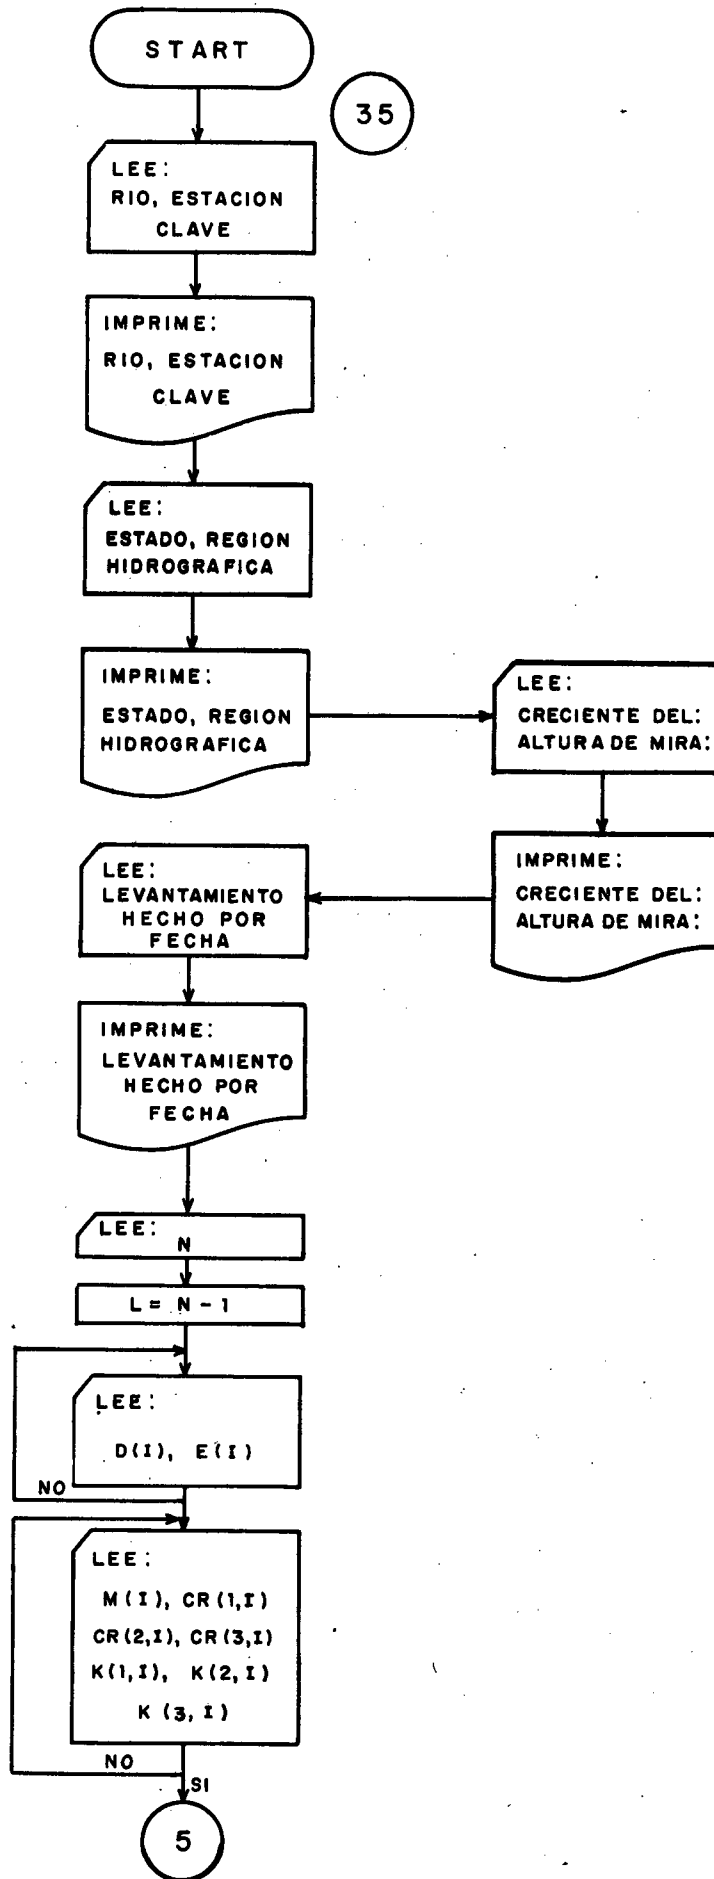 START
35
LEE:
RIO, ESTACION
CLAVE
IMPRIME:
RIO, ESTACION
CLAVE
LEE:
ESTADO, REGION
HIDROGRAFICA
IMPRIME:
ESTADO, REGION
HIDROGRAFICA
LEE:
CRECIENTE DEL:
ALTURA DE MIRA:
IMPRIME:
CRECIENTE DEL:
ALTURA DE MIRA:
LEE:
LEVANTAMIENTO
HECHO POR
FECHA
IMPRIME:
LEVANTAMIENTO
HECHO POR
FECHA
LEE:
N
L = N - 1
LEE:
D(I), E(I)
NO
LEE:
M(I), CR(1,I)
CR(2,I), CR(3,I)
K(1,I), K(2,I)
K(3,I)
NO
SI
5